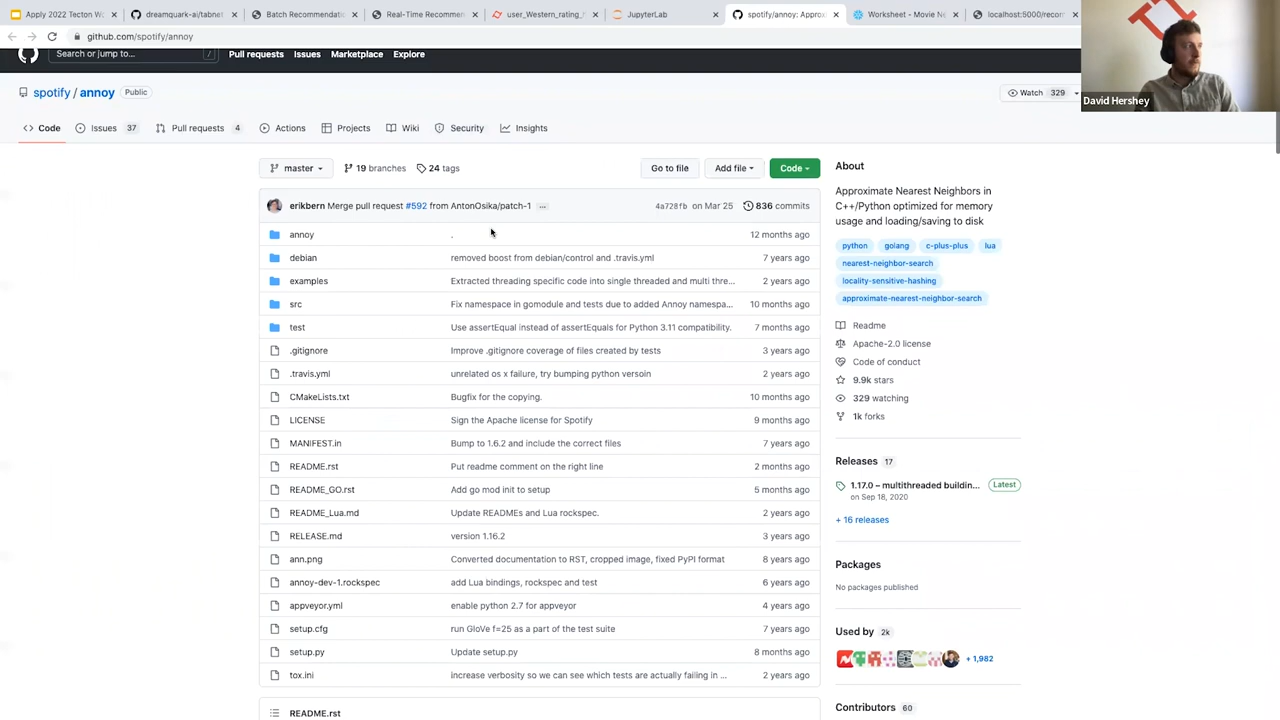 Apply 2022 Tecton Wo
dreamquark-ai/tabnet
Batch Recommendatio
Real-Time Recommer
user_Western_rating_r
JupyterLab
spotify/annoy: Approx
Worksheet - Movie Ne
localhost:5000/recor
github.com/spotify/annoy
Search or jump to...
/
Pull requests
Issues
Marketplace
Explore
spotify / annoy Public
Watch 329
David Hershey
Code
Issues 37
Pull requests 4
Actions
Projects
Wiki
Security
Insights
master
19 branches
24 tags
Go to file
Add file
Code
erikbern Merge pull request #592 from AntonOsika/patch-1 ...
4a728fb on Mar 25
836 commits
annoy . 12 months ago
debian removed boost from debian/control and .travis.yml 7 years ago
examples Extracted threading specific code into single threaded and multi thre... 2 years ago
src Fix namespace in gomodule and tests due to added Annoy namespa... 10 months ago
test Use assertEqual instead of assertEquals for Python 3.11 compatibility. 7 months ago
.gitignore Improve .gitignore coverage of files created by tests 3 years ago
.travis.yml unrelated os x failure, try bumping python versoin 2 years ago
CMakeLists.txt Bugfix for the copying. 10 months ago
LICENSE Sign the Apache license for Spotify 9 months ago
MANIFEST.in Bump to 1.6.2 and include the correct files 7 years ago
README.rst Put readme comment on the right line 2 months ago
README_GO.rst Add go mod init to setup 5 months ago
README_Lua.md Update READMEs and Lua rockspec. 2 years ago
RELEASE.md version 1.16.2 3 years ago
ann.png Converted documentation to RST, cropped image, fixed PyPI format 8 years ago
annoy-dev-1.rockspec add Lua bindings, rockspec and test 6 years ago
appveyor.yml enable python 2.7 for appveyor 4 years ago
setup.cfg run GloVe f=25 as a part of the test suite 7 years ago
setup.py Update setup.py 8 months ago
tox.ini increase verbosity so we can see which tests are actually failing in ... 2 years ago
README.rst
About
Approximate Nearest Neighbors in
C++/Python optimized for memory
usage and loading/saving to disk
python golang c-plus-plus lua
nearest-neighbor-search
locality-sensitive-hashing
approximate-nearest-neighbor-search
Readme
Apache-2.0 license
Code of conduct
9.9k stars
329 watching
1k forks
Releases 17
1.17.0 – multithreaded buildin... Latest
on Sep 18, 2020
+ 16 releases
Packages
No packages published
Used by 2k
+ 1,982
Contributors 60